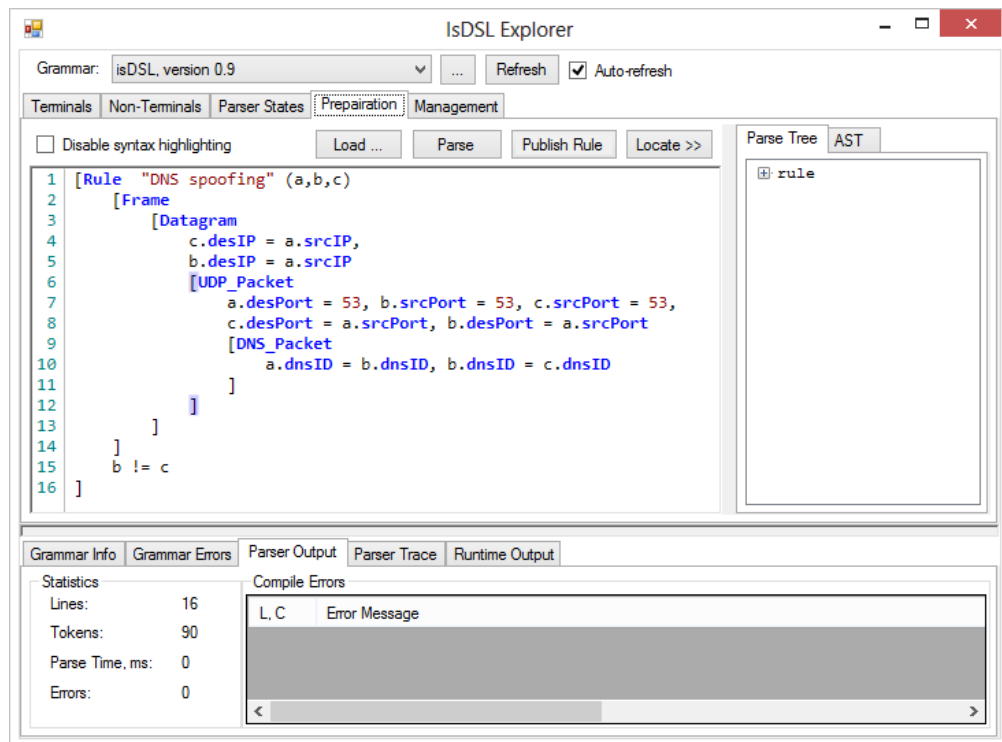 IsDSL Explorer
Grammar: isDSL, version 0.9 ... Refresh Auto-refresh
Terminals Non-Terminals Parser States Prepairation Management
Disable syntax highlighting Load ... Parse Publish Rule Locate >> Parse Tree AST
rule
1 [Rule "DNS spoofing" (a,b,c)
2 [Frame
3 [Datagram
4 c.desIP = a.srcIP,
5 b.desIP = a.srcIP
6 [UDP_Packet
7 a.desPort = 53, b.srcPort = 53, c.srcPort = 53,
8 c.desPort = a.srcPort, b.desPort = a.srcPort
9 [DNS_Packet
10 a.dnsID = b.dnsID, b.dnsID = c.dnsID
11 ]
12 ]
13 ]
14 ]
15 b != c
16 ]
Grammar Info Grammar Errors Parser Output Parser Trace Runtime Output
Statistics Compile Errors
Lines: 16 L, C Error Message
Tokens: 90
Parse Time, ms: 0
Errors: 0